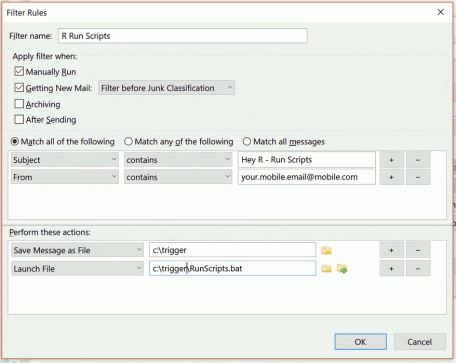 Filter Rules
Filter name: R Run Scripts
Apply filter when:
Manually Run
Getting New Mail: Filter before Junk Classification
Archiving
After Sending
Match all of the following Match any of the following Match all messages
Subject contains Hey R - Run Scripts + -
From contains your.mobile.email@mobile.com + -
Perform these actions:
Save Message as File c:\trigger + -
Launch File c:\trigger\RunScripts.bat + -
OK Cancel